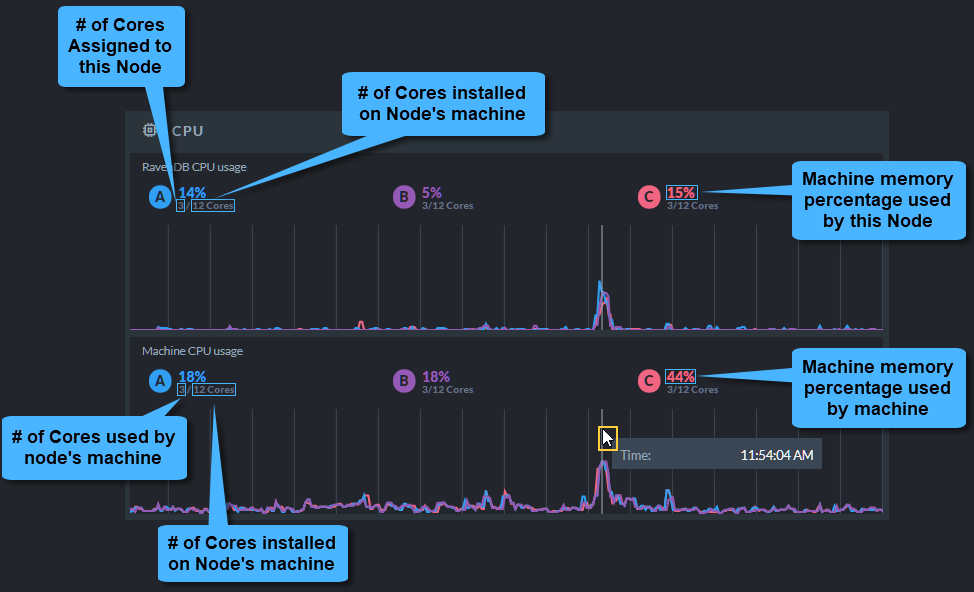 # of Cores
Assigned to
this Node
# of Cores installed
on Node's machine
CPU
RavenDB CPU usage
A 14%
3/12 Cores
B 5%
3/12 Cores
C 15%
3/12 Cores
Machine memory
percentage used
by this Node
Machine CPU usage
A 18%
3/12 Cores
B 18%
3/12 Cores
C 44%
3/12 Cores
Machine memory
percentage used
by machine
# of Cores used by
node's machine
Time: 11:54:04 AM
# of Cores installed
on Node's machine